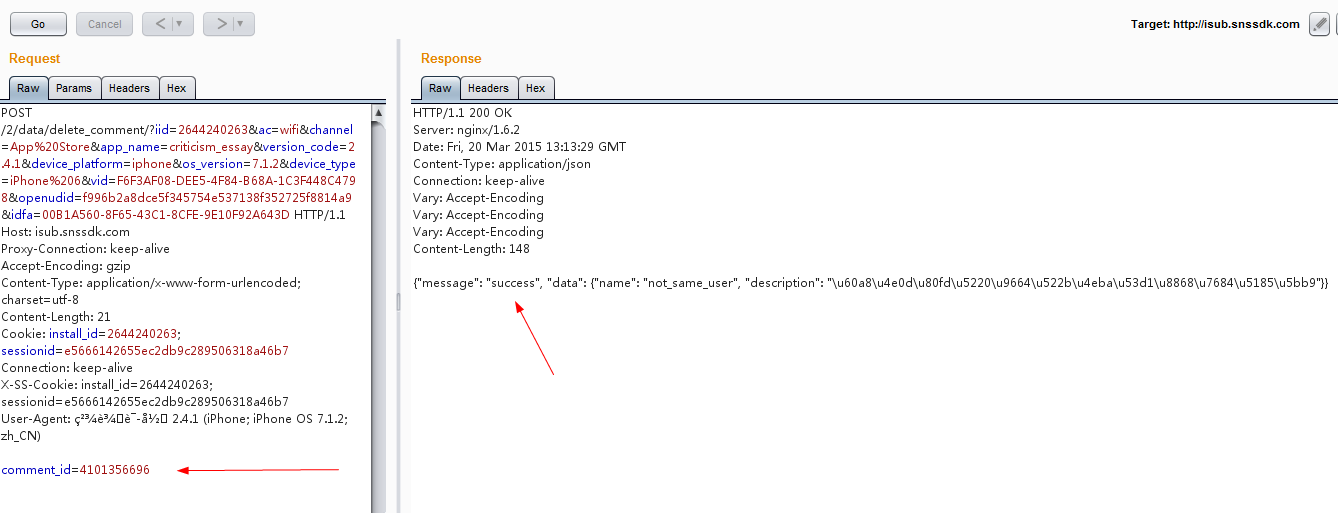 Go Cancel < > Target: http://isub.snssdk.com
Request
Raw Params Headers Hex
POST
/2/data/delete_comment/?iid=2644240263&ac=wifi&channel
=App%20Store&app_name=criticism_essay&version_code=2
.4.1&device_platform=iphone&os_version=7.1.2&device_type
=iPhone%206&vid=F6F3AF08-DEE5-4F84-B68A-1C3F448C479
8&openudid=f996b2a8dce5f345754e537138f352725f8814a9
&idfa=00B1A560-8F65-43C1-8CFE-9E10F92A643D HTTP/1.1
Host: isub.snssdk.com
Proxy-Connection: keep-alive
Accept-Encoding: gzip
Content-Type: application/x-www-form-urlencoded;
charset=utf-8
Content-Length: 21
Cookie: install_id=2644240263;
sessionid=e5666142655ec2db9c289506318a46b7
Connection: keep-alive
X-SS-Cookie: install_id=2644240263;
sessionid=e5666142655ec2db9c289506318a46b7
User-Agent: 2.4.1 (iPhone; iPhone OS 7.1.2;
zh_CN)
comment_id=4101356696
Response
Raw Headers Hex
HTTP/1.1 200 OK
Server: nginx/1.6.2
Date: Fri, 20 Mar 2015 13:13:29 GMT
Content-Type: application/json
Connection: keep-alive
Vary: Accept-Encoding
Vary: Accept-Encoding
Vary: Accept-Encoding
Content-Length: 148
{"message": "success", "data": {"name": "not_same_user", "description": "\u60a8\u4e0d\u80fd\u5220\u9664\u522b\u4eba\u53d1\u8868\u7684\u5185\u5bb9"}}